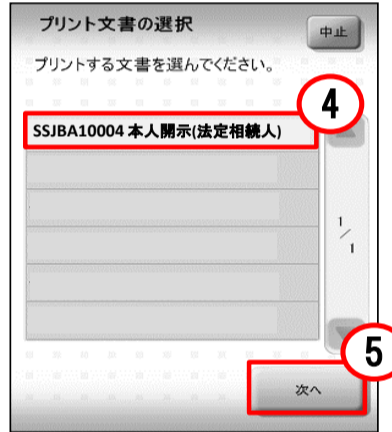 プリント文書の選択
中止
プリントする文書を選んでください。
4
SSJBA10004 本人開示(法定相続人)
1/1
5
次へ